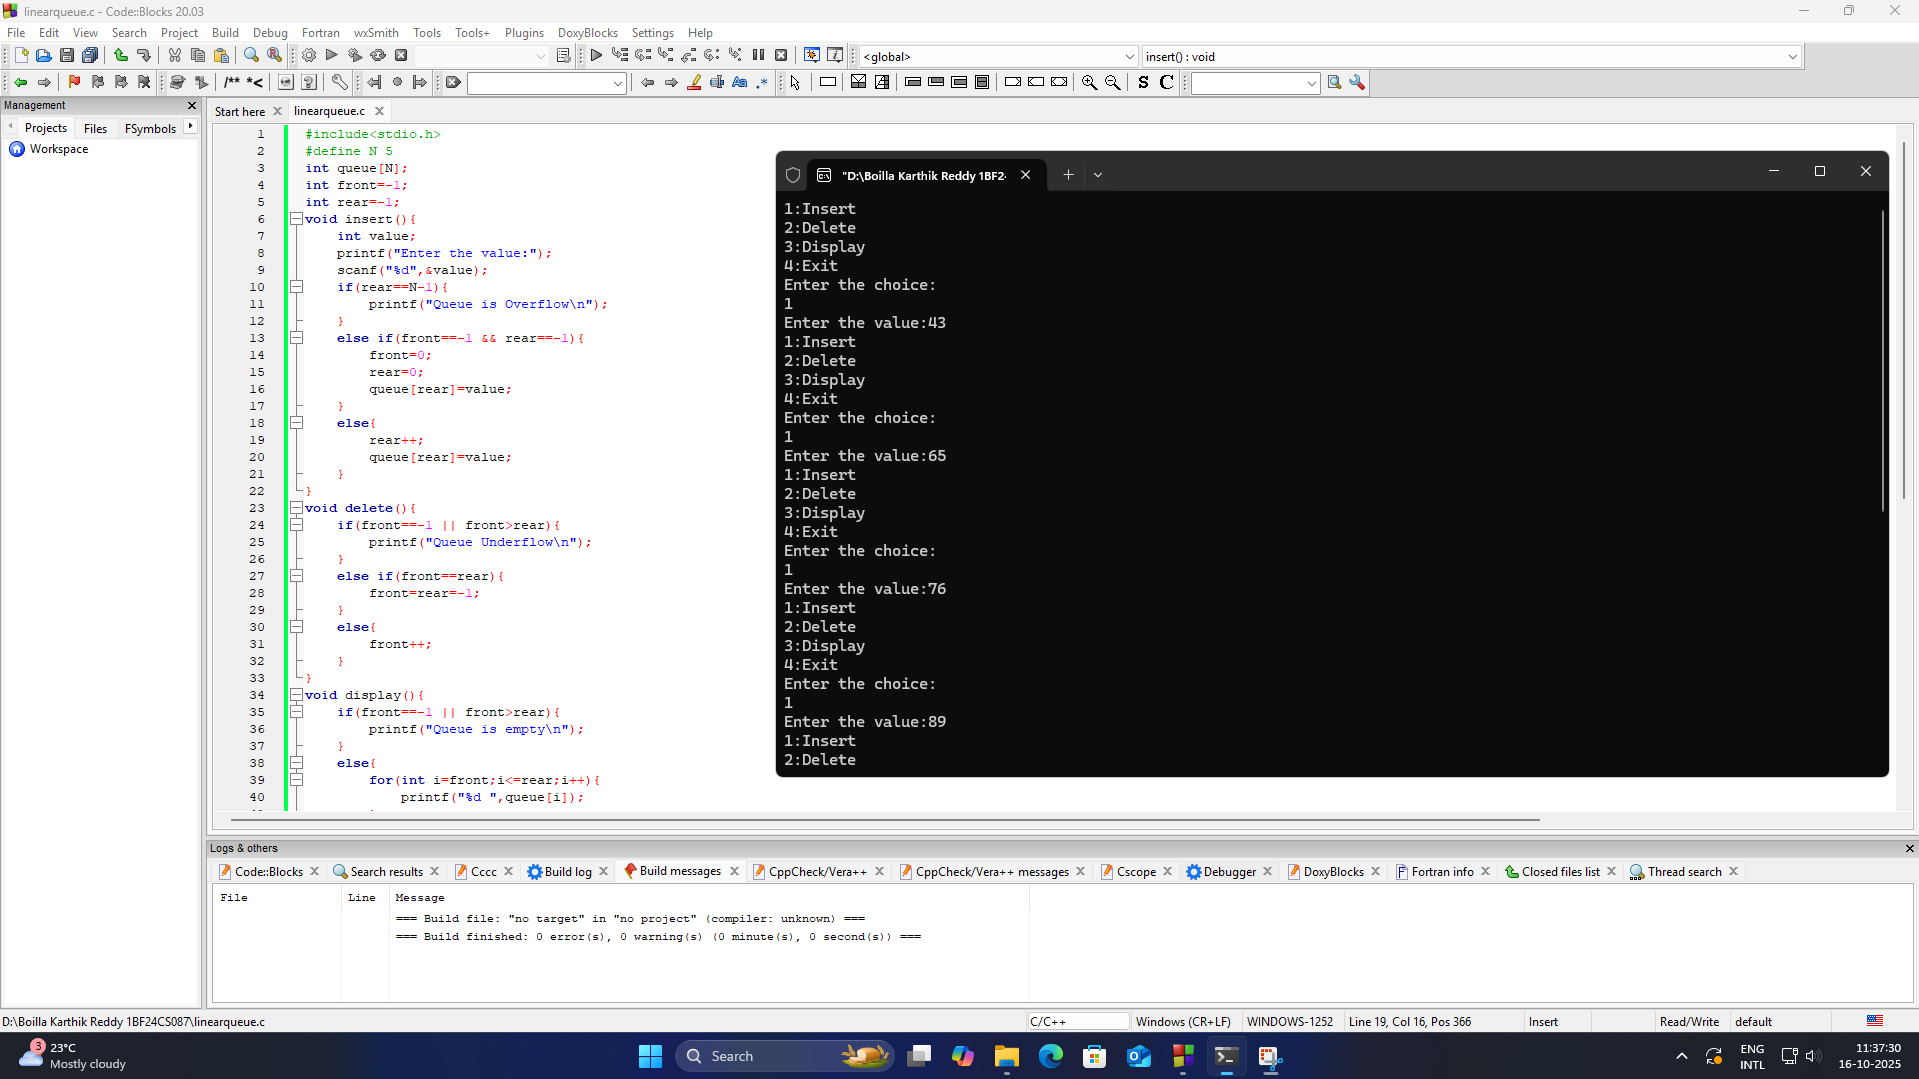 linearqueue.c - Code::Blocks 20.03
File Edit View Search Project Build Debug Fortran wxSmith Tools Tools+ Plugins DoxyBlocks Settings Help
<global>
insert() : void
/** *<
Aa .*
S C
Management
Projects Files FSymbols
Workspace
Start here
linearqueue.c
1 #include<stdio.h>
2 #define N 5
3 int queue[N];
4 int front=-1;
5 int rear=-1;
6 void insert(){
7 int value;
8 printf("Enter the value:");
9 scanf("%d",&value);
10 if(rear==N-1){
11 printf("Queue is Overflow\n");
12 }
13 else if(front==-1 && rear==-1){
14 front=0;
15 rear=0;
16 queue[rear]=value;
17 }
18 else{
19 rear++;
20 queue[rear]=value;
21 }
22 }
23 void delete(){
24 if(front==-1 || front>rear){
25 printf("Queue Underflow\n");
26 }
27 else if(front==rear){
28 front=rear=-1;
29 }
30 else{
31 front++;
32 }
33 }
34 void display(){
35 if(front==-1 || front>rear){
36 printf("Queue is empty\n");
37 }
38 else{
39 for(int i=front;i<=rear;i++){
40 printf("%d ",queue[i]);
"D:\Boilla Karthik Reddy 1BF2
1:Insert
2:Delete
3:Display
4:Exit
Enter the choice:
1
Enter the value:43
1:Insert
2:Delete
3:Display
4:Exit
Enter the choice:
1
Enter the value:65
1:Insert
2:Delete
3:Display
4:Exit
Enter the choice:
1
Enter the value:76
1:Insert
2:Delete
3:Display
4:Exit
Enter the choice:
1
Enter the value:89
1:Insert
2:Delete
Logs & others
Code::Blocks Search results Cccc Build log Build messages CppCheck/Vera++ CppCheck/Vera++ messages Cscope Debugger DoxyBlocks Fortran info Closed files list Thread search
File Line Message
=== Build file: "no target" in "no project" (compiler: unknown) ===
=== Build finished: 0 error(s), 0 warning(s) (0 minute(s), 0 second(s)) ===
D:\Boilla Karthik Reddy 1BF24CS087\linearqueue.c
C/C++
Windows (CR+LF)
WINDOWS-1252
Line 19, Col 16, Pos 366
Insert
Read/Write
default
3
23°C
Mostly cloudy
Search
ENG
INTL
11:37:30
16-10-2025